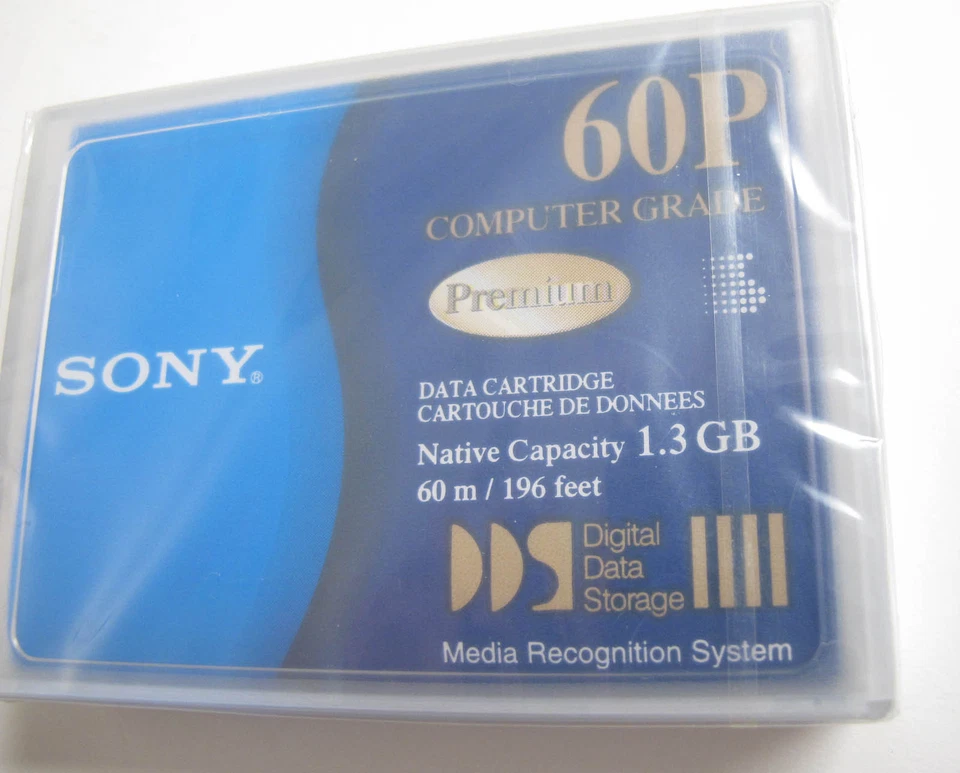 60P
COMPUTER GRADE
Premium
SONY®
DATA CARTRIDGE
CARTOUCHE DE DONNEES
Native Capacity 1.3 GB
60 m / 196 feet
DDS
Digital
Data
Storage
Media Recognition System